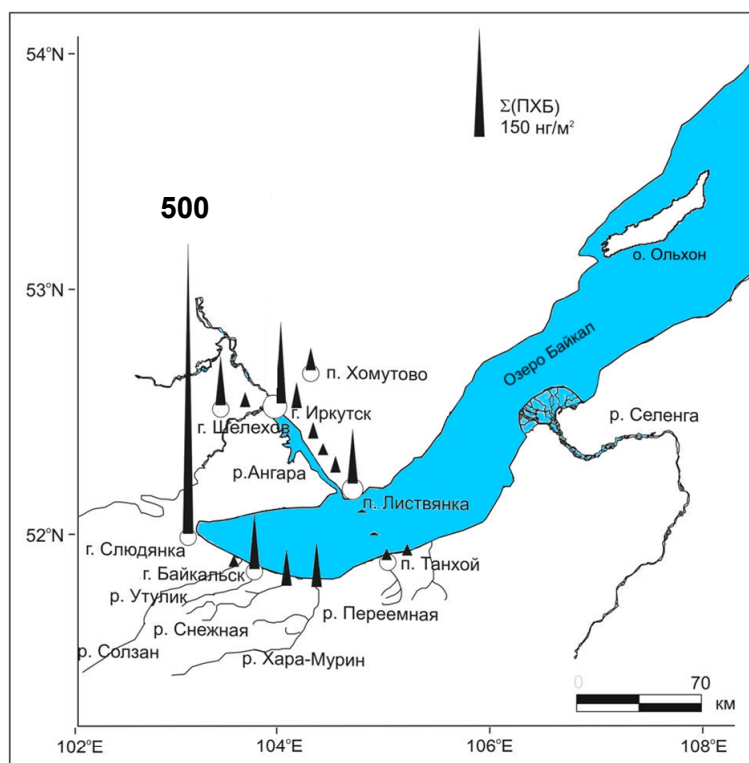 54°N
Σ(ПХБ)
150 нг/м²
500
о. Ольхон
53°N
Озеро Байкал
п. Хомутово
г. Иркутск
г. Шелехов
р. Селенга
р.Ангара
п. Листвянка
52°N
г. Слюдянка
п. Танхой
г. Байкальск
р. Утулик
р. Переемная
р. Снежная
р. Солзан
р. Хара-Мурин
0
70
км
102°E
104°E
106°E
108°E